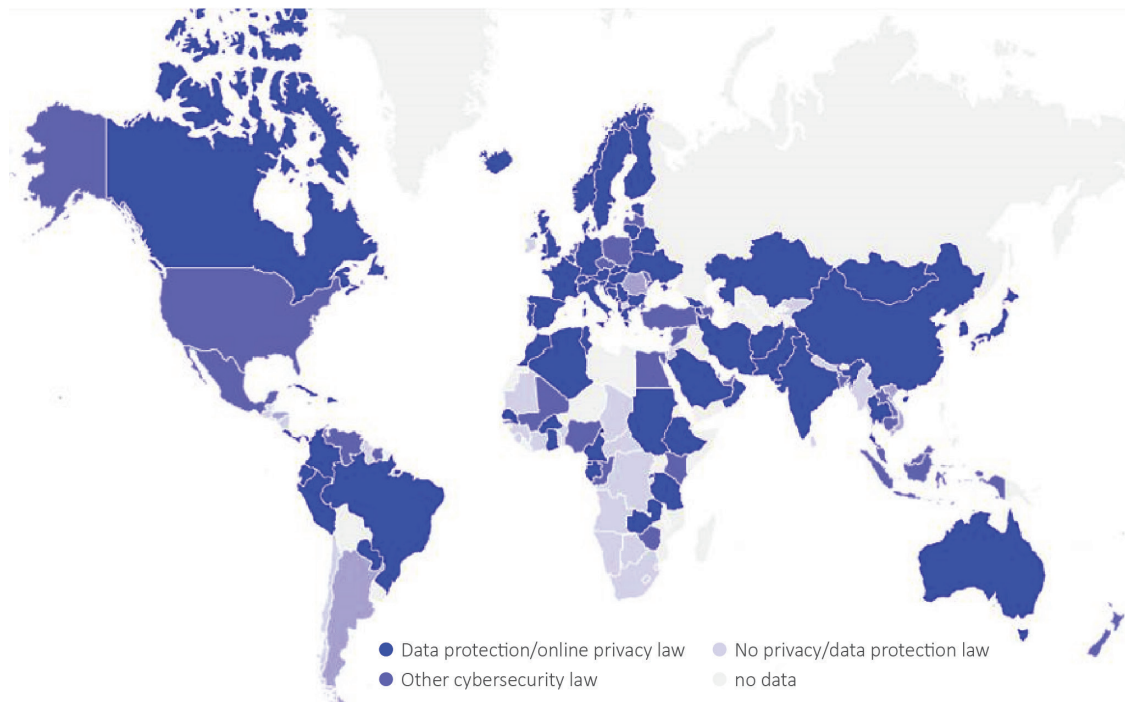 Data protection/online privacy law
No privacy/data protection law
Other cybersecurity law
no data